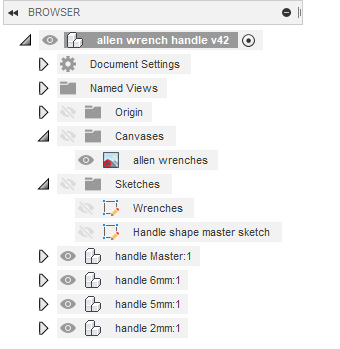 BROWSER
allen wrench handle v42
Document Settings
Named Views
Origin
Canvases
allen wrenches
Sketches
Wrenches
Handle shape master sketch
handle Master:1
handle 6mm:1
handle 5mm:1
handle 2mm:1